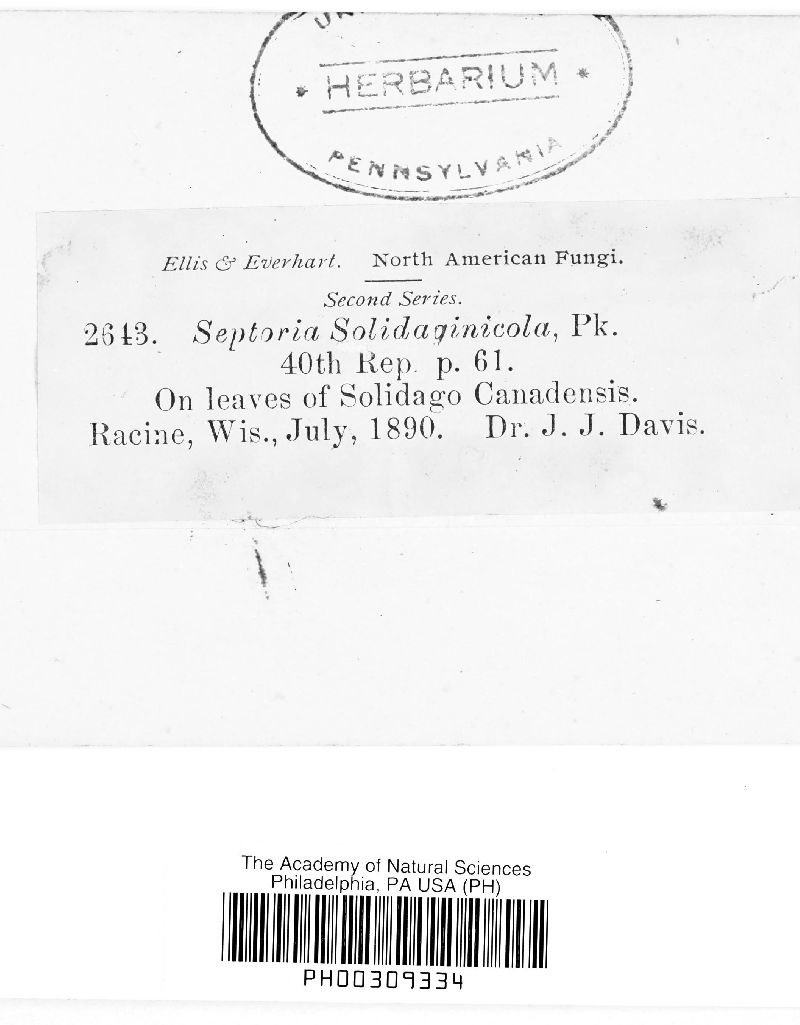 * HERBARIUM *
PENNSYLVANIA
Ellis & Everhart. North American Fungi.
Second Series.
2643. Septoria Solidaginicola, Pk.
40th Rep. p. 61.
On leaves of Solidago Canadensis.
Racine, Wis., July, 1890. Dr. J. J. Davis.
The Academy of Natural Sciences
Philadelphia, PA USA (PH)
PH00309334